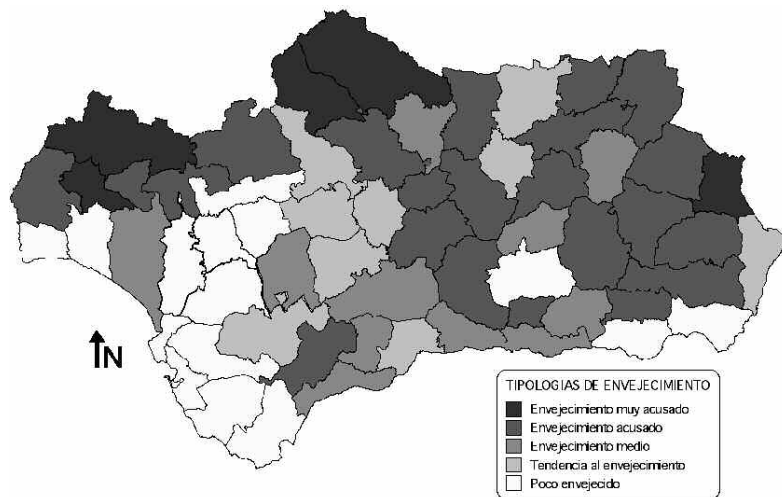 N
TIPOLOGIAS DE ENVEJECIMIENTO
Envejecimiento muy acusado
Envejecimiento acusado
Envejecimiento medio
Tendencia al envejecimiento
Poco envejecido